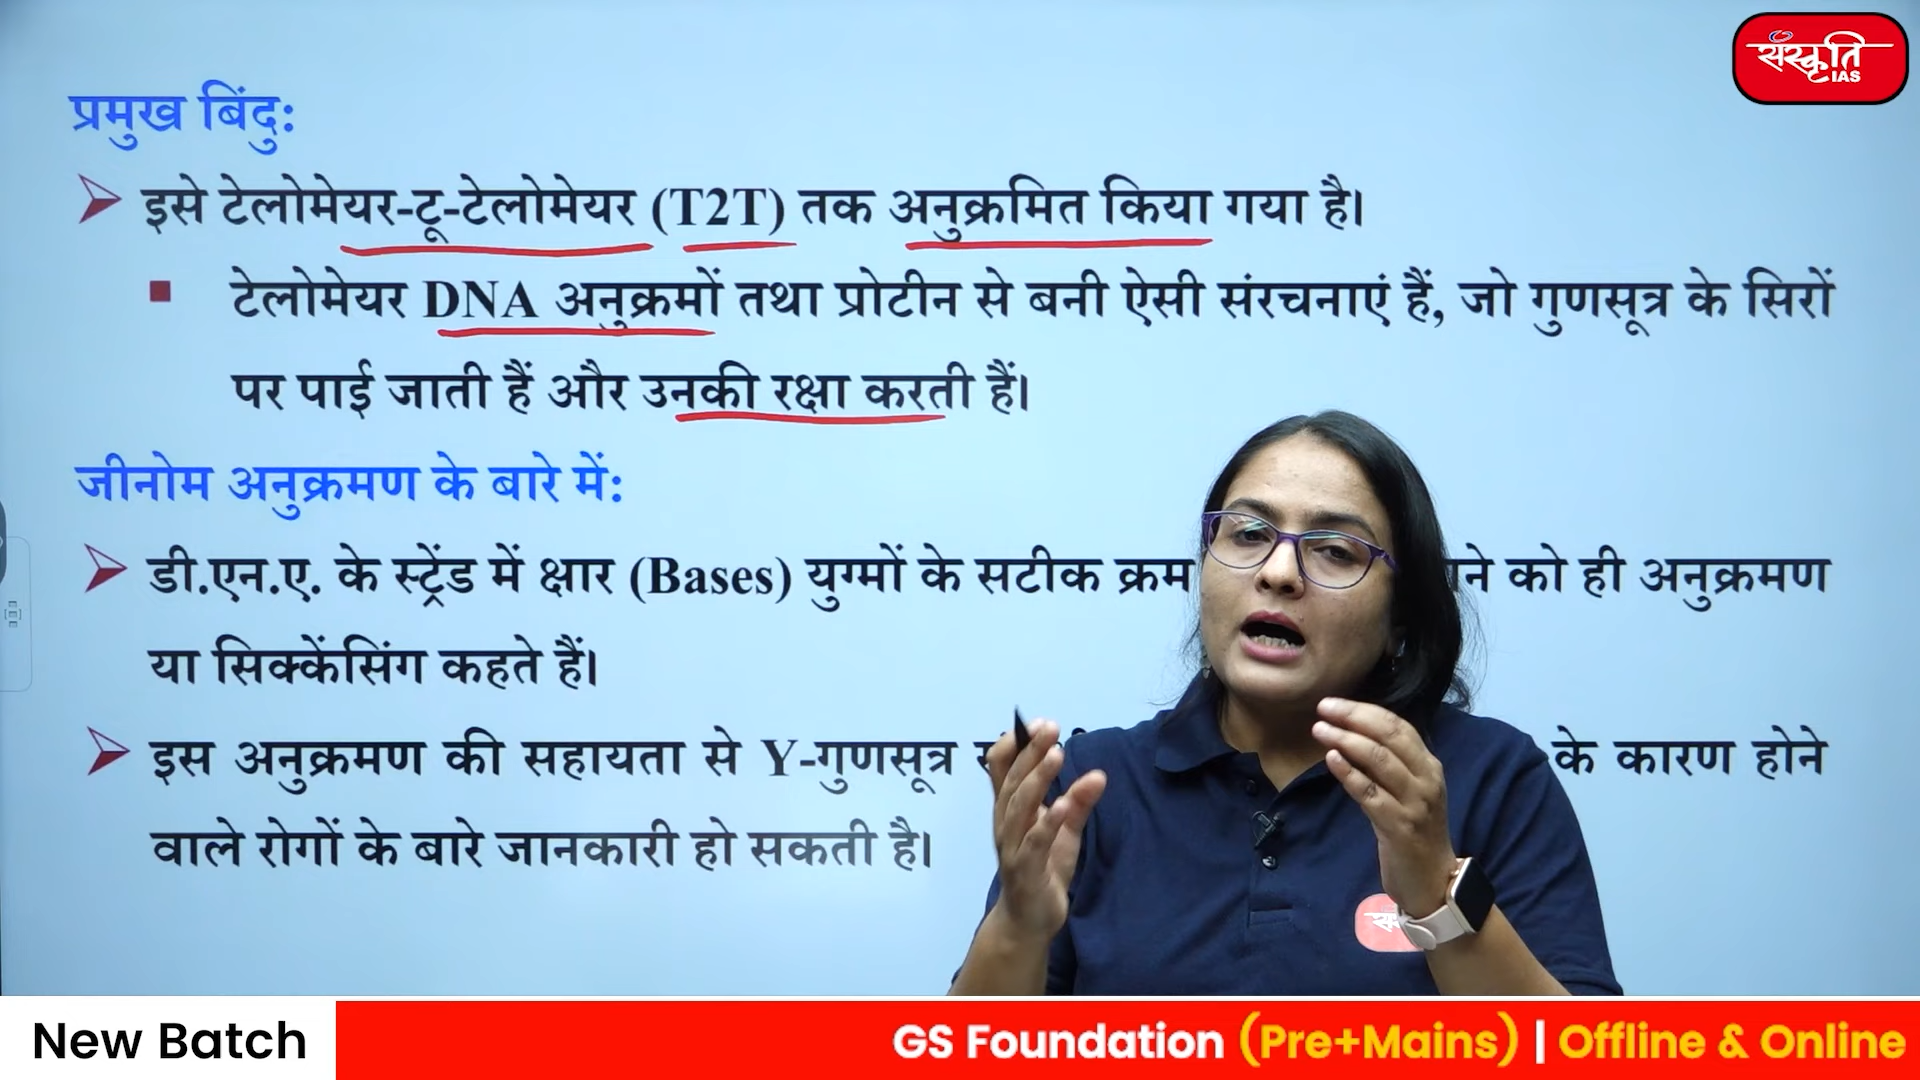 संस्कृति
IAS
प्रमुख बिंदु:
इसे टेलोमेयर-टू-टेलोमेयर (T2T) तक अनुक्रमित किया गया है।
टेलोमेयर DNA अनुक्रमों तथा प्रोटीन से बनी ऐसी संरचनाएं हैं, जो गुणसूत्र के सिरों
पर पाई जाती हैं और उनकी रक्षा करती हैं।
जीनोम अनुक्रमण के बारे में:
डी.एन.ए. के स्ट्रेंड में क्षार (Bases) युग्मों के सटीक क्रम को ही अनुक्रमण
या सिक्केंसिंग कहते हैं।
इस अनुक्रमण की सहायता से Y-गुणसूत्र के कारण होने
वाले रोगों के बारे जानकारी हो सकती है।
New Batch
GS Foundation (Pre+Mains) | Offline & Online